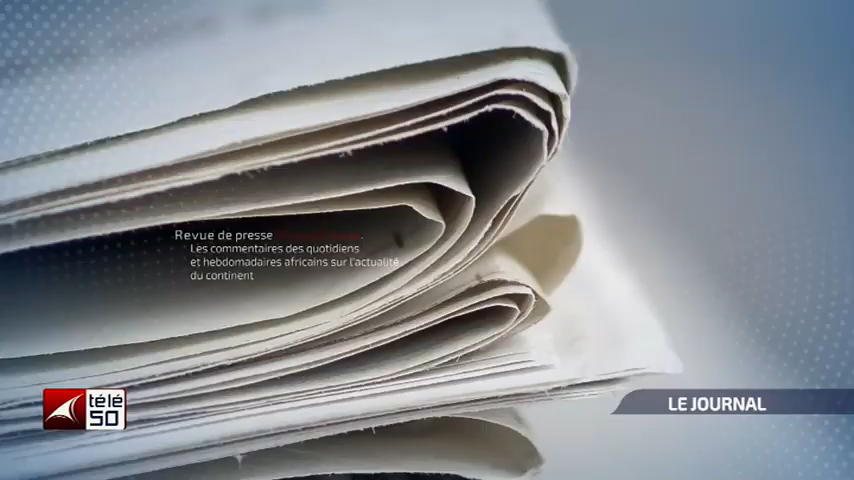 Revue de presse
Les commentaires des quotidiens
et hebdomadaires africains sur l'actualité
du continent
télé
50
LE JOURNAL